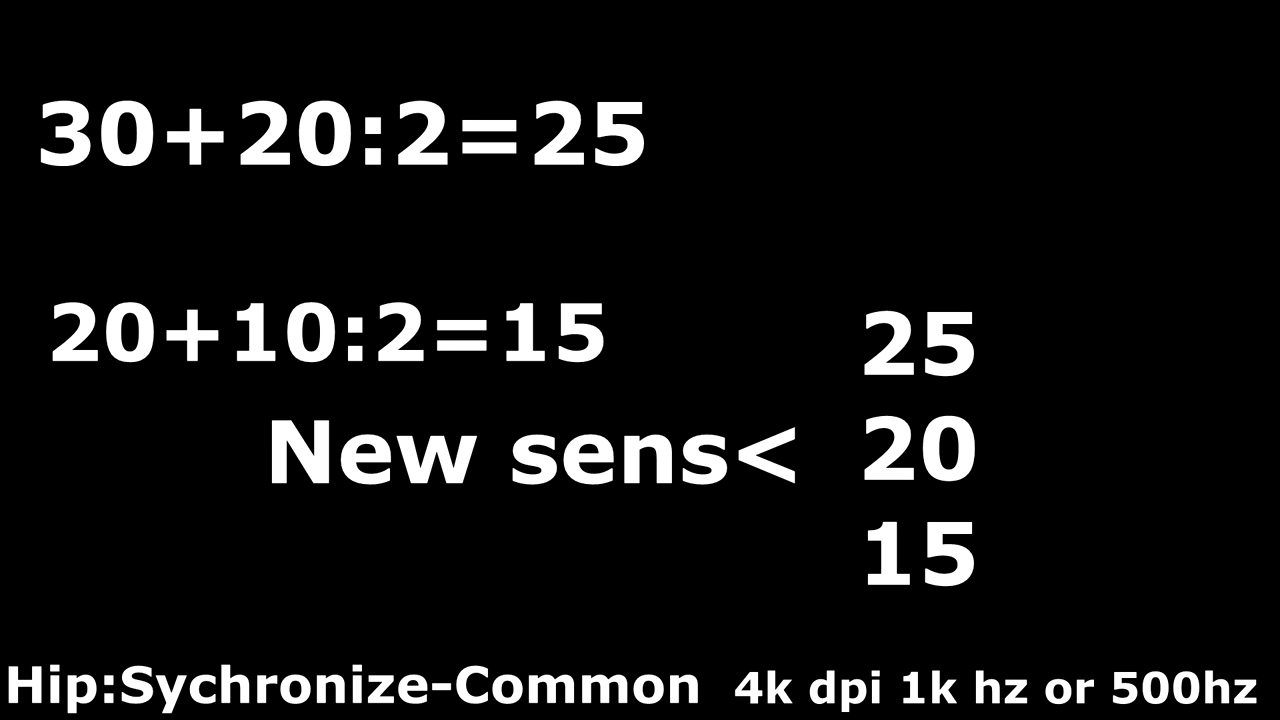 30+20:2=25
20+10:2=15
25
New sens< 20
15
Hip:Sychronize-Common 4k dpi 1k hz or 500hz